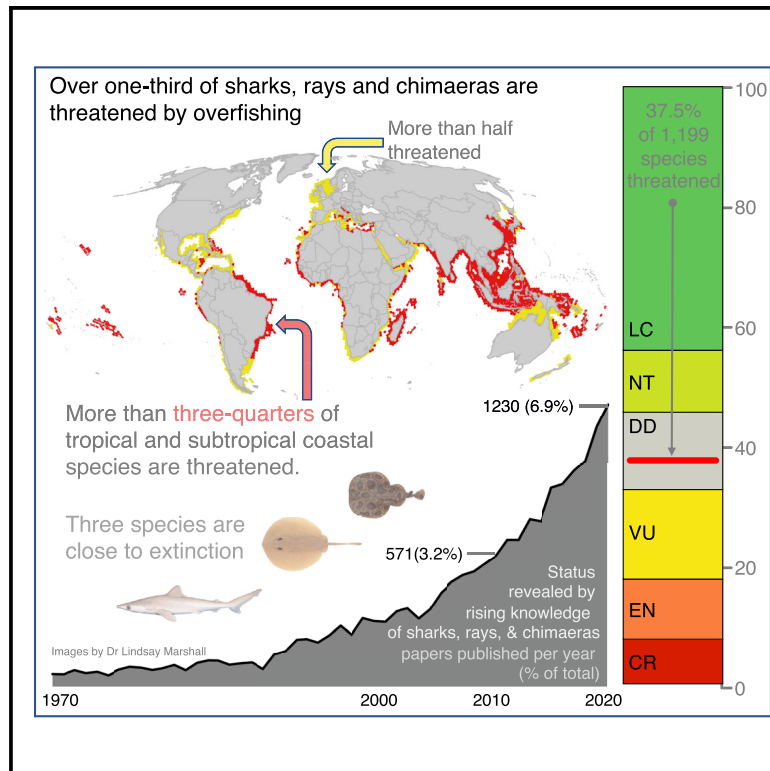 Over one-third of sharks, rays and chimaeras are
threatened by overfishing
More than half
threatened
More than three-quarters of
tropical and subtropical coastal
species are threatened.
Three species are
close to extinction
Images by Dr Lindsay Marshall
1230 (6.9%)
571(3.2%)
Status
revealed by
rising knowledge
of sharks, rays, & chimaeras
papers published per year
(% of total)
1970
2000
2010
2020
37.5%
of 1,199
species
threatened
LC
NT
DD
VU
EN
CR
100
80
60
40
20
0